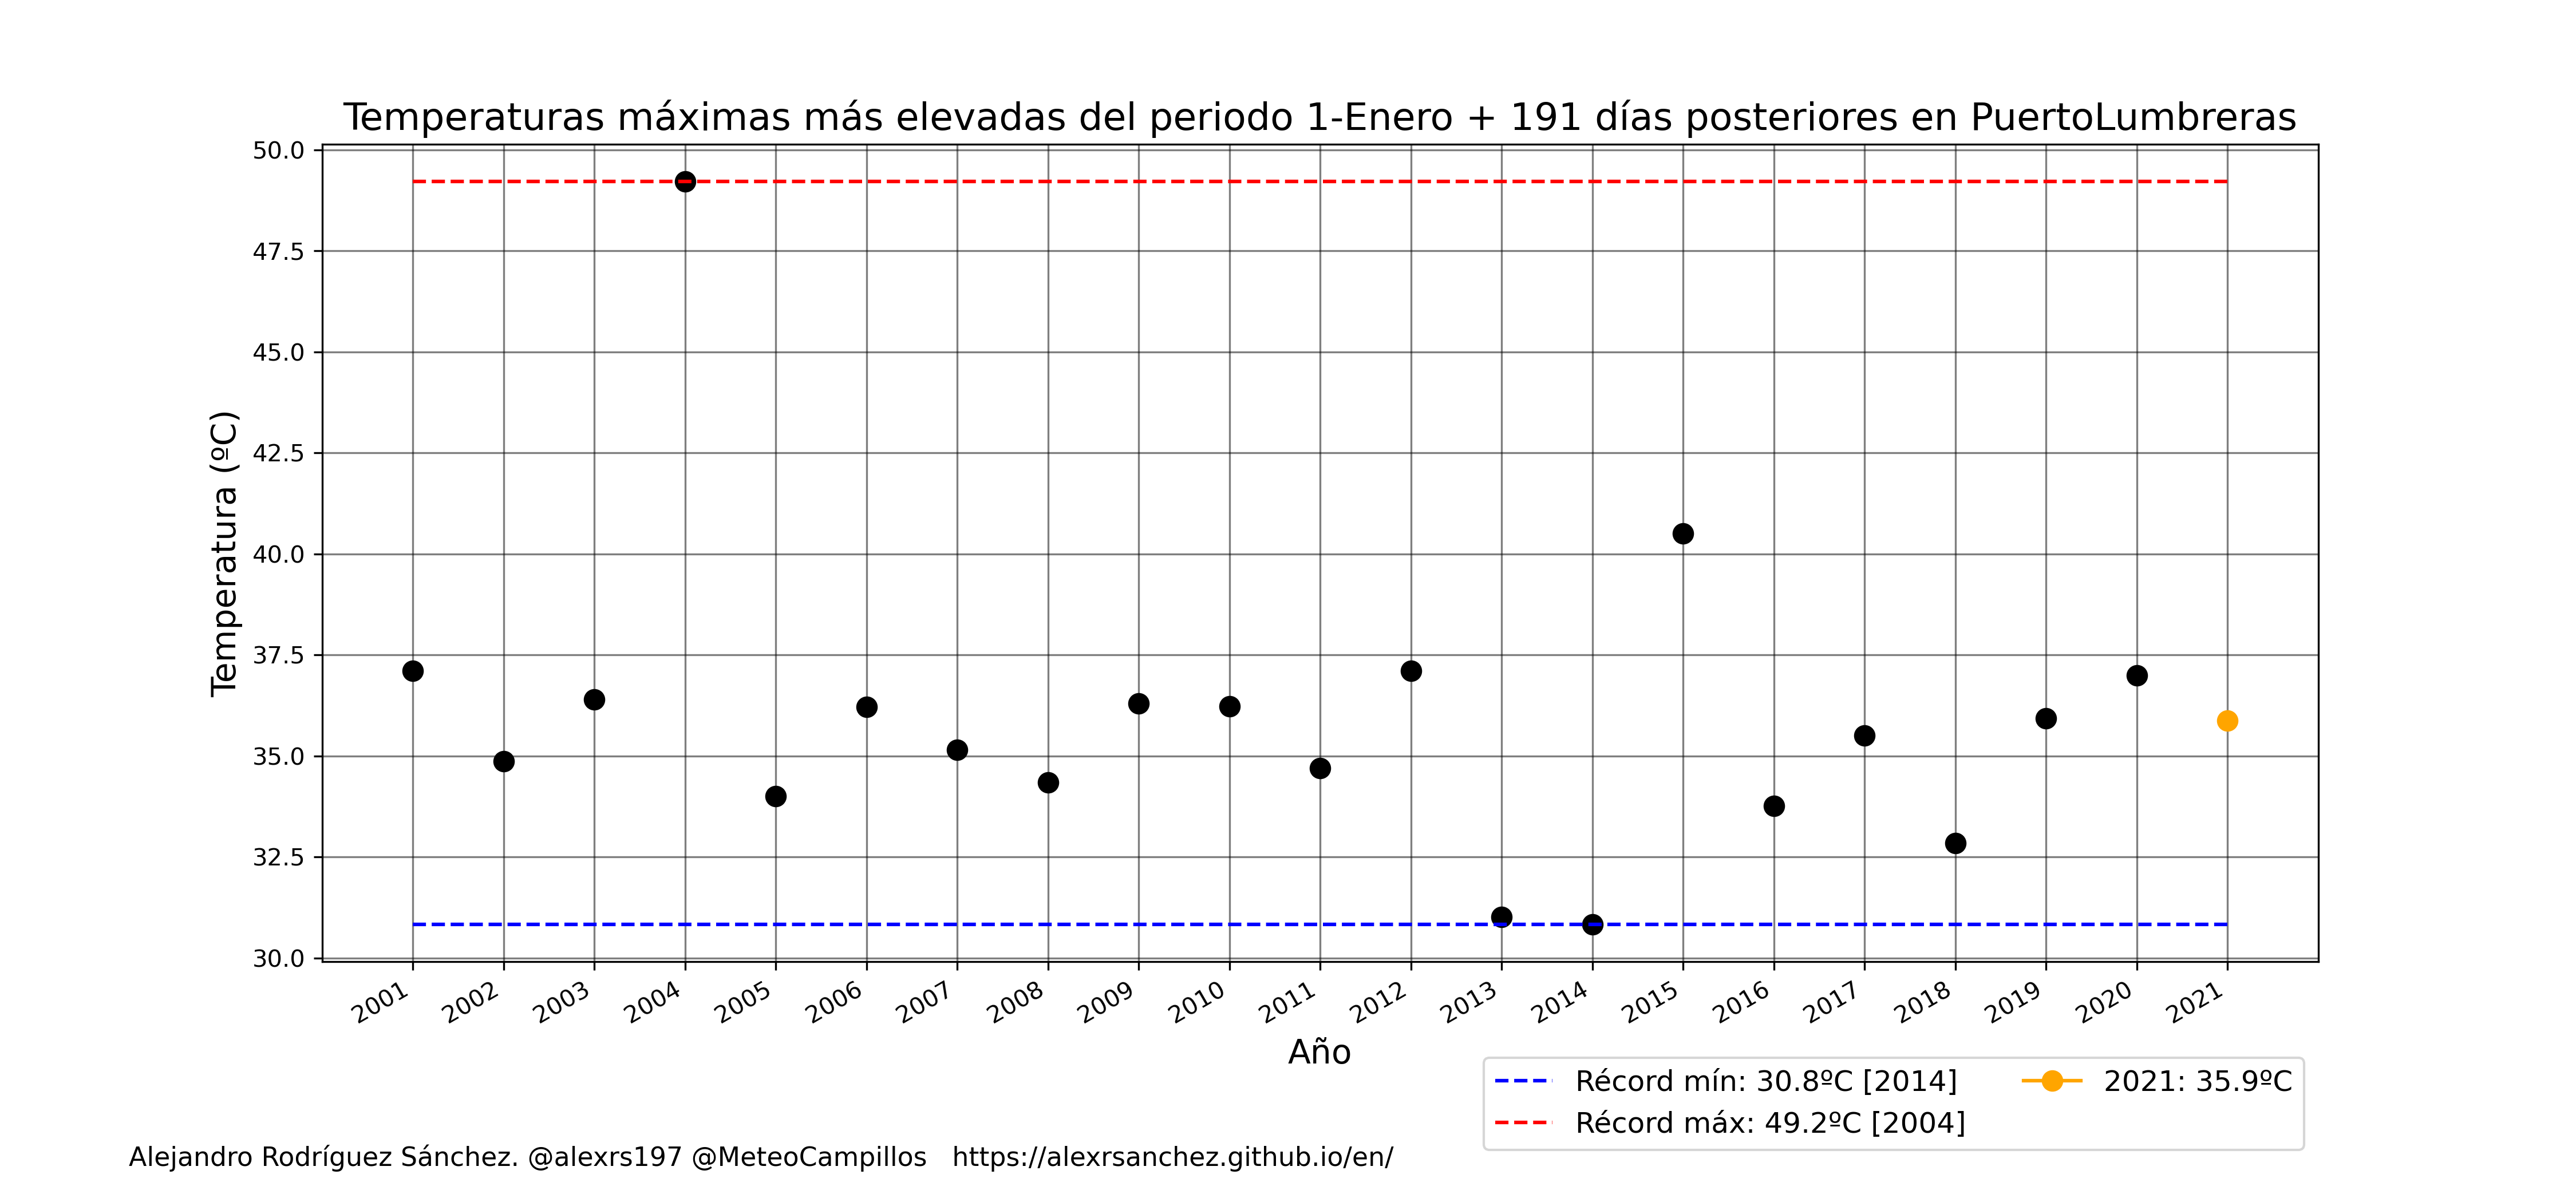 Temperaturas máximas más elevadas del periodo 1-Enero + 191 días posteriores en PuertoLumbreras
Temperatura (ºC)
50.0
47.5
45.0
42.5
40.0
37.5
35.0
32.5
30.0
2001 2002 2003 2004 2005 2006 2007 2008 2009 2010 2011 2012 2013 2014 2015 2016 2017 2018 2019 2020 2021
Año
Récord mín: 30.8ºC [2014]
Récord máx: 49.2ºC [2004]
2021: 35.9ºC
Alejandro Rodríguez Sánchez. @alexrs197 @MeteoCampillos https://alexrsanchez.github.io/en/